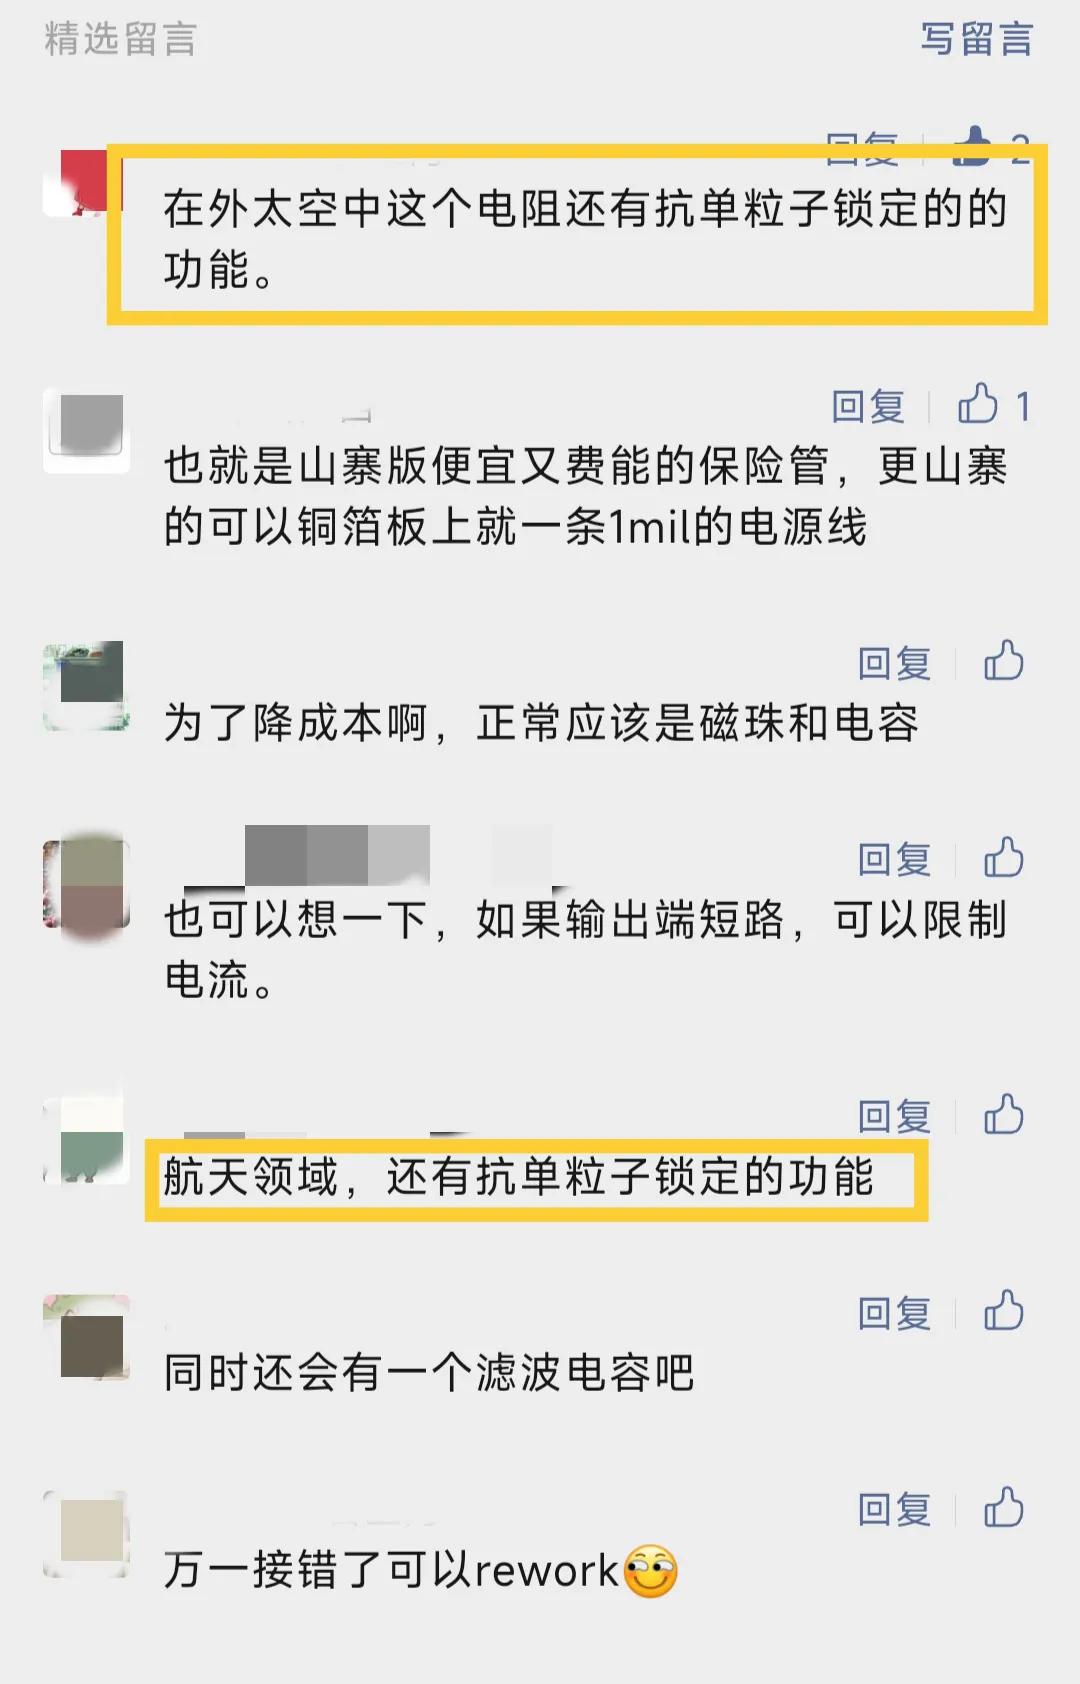 精选留言
写留言
回复 2
在外太空中这个电阻还有抗单粒子锁定的的
功能。
回复 1
也就是山寨版便宜又费能的保险管，更山寨
的可以铜箔板上就一条1mil的电源线
回复
为了降成本啊，正常应该是磁珠和电容
回复
也可以想一下，如果输出端短路，可以限制
电流。
回复
航天领域，还有抗单粒子锁定的功能
回复
同时还会有一个滤波电容吧
回复
万一接错了可以rework